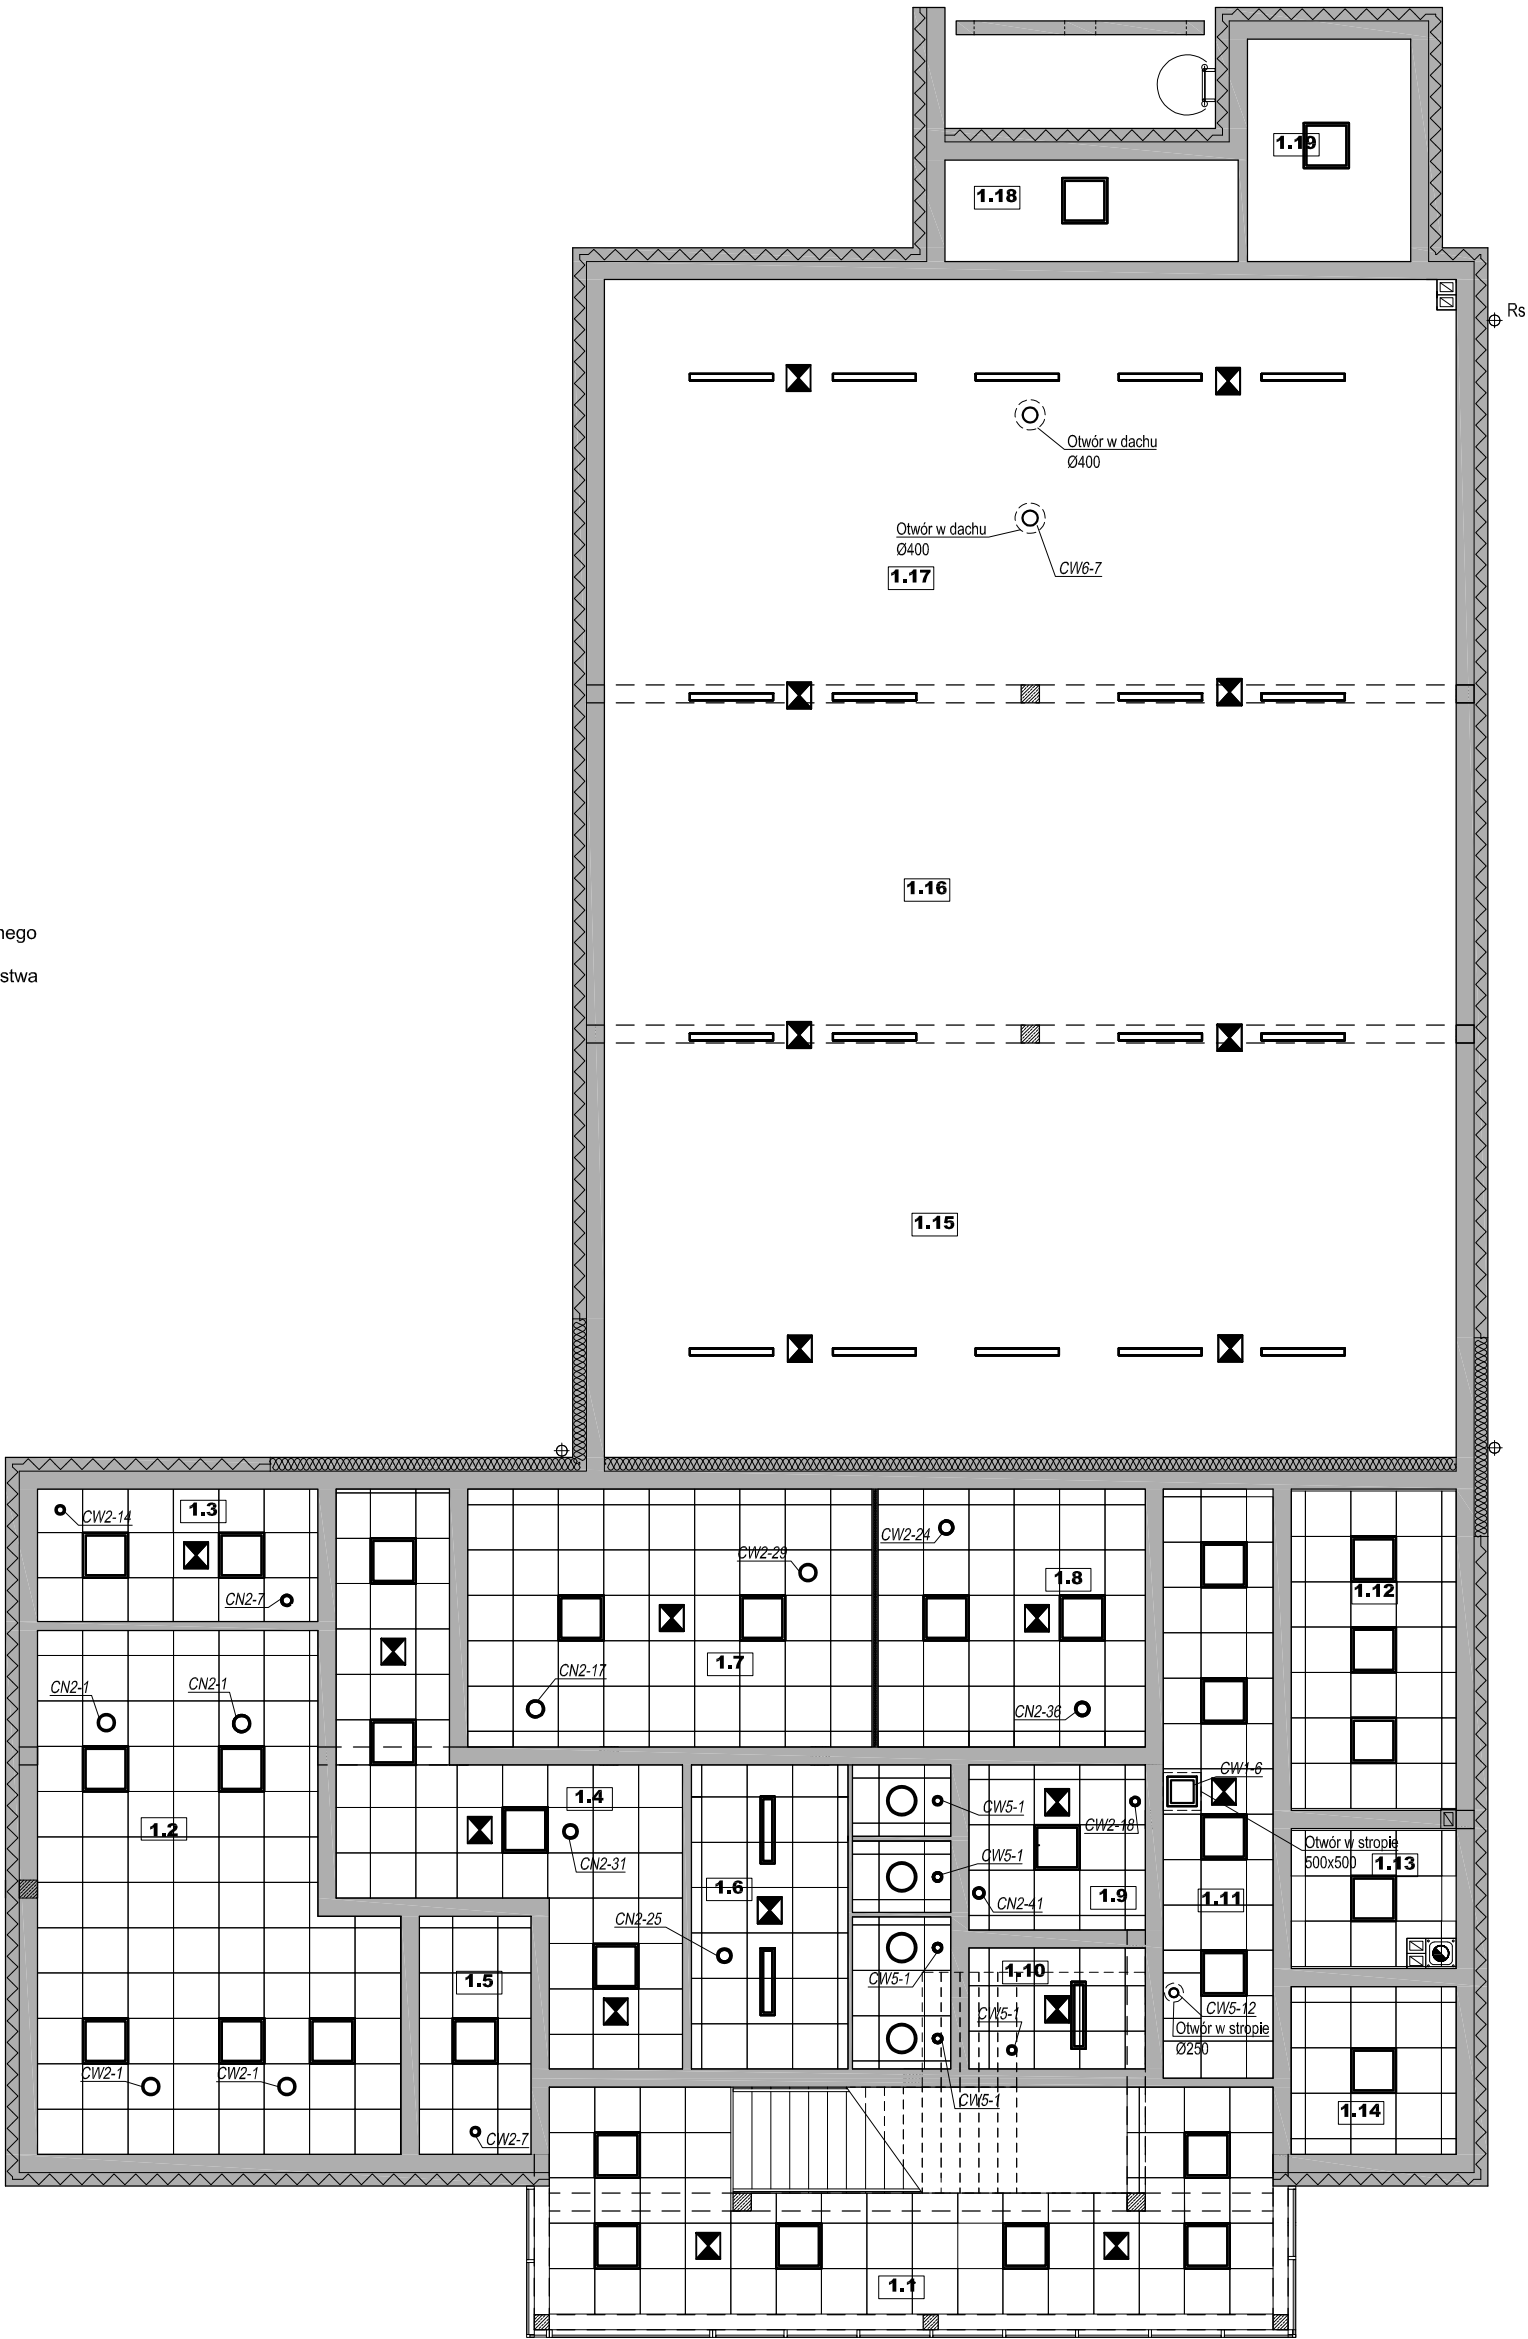 1.19
1.18
Rs
Otwór w dachu
Ø400
Otwór w dachu
Ø400
CW6-7
1.17
1.16
nego
stwa
1.15
1.3
CW2-14
CN2-7
CW2-29
CW2-24
1.8
1.12
CN2-1
CN2-1
CN2-17
1.7
CN2-36
CW1-6
1.4
CW5-1
CW2-18
1.2
CN2-31
Otwór w stropie
500x500
1.13
CW5-1
1.6
1.9
1.11
CN2-41
CN2-25
1.5
CW5-1
1.10
CW5-1
CW5-12
Otwór w stropie
Ø250
CW2-1
CW2-1
CW5-1
1.14
CW2-7
1.1